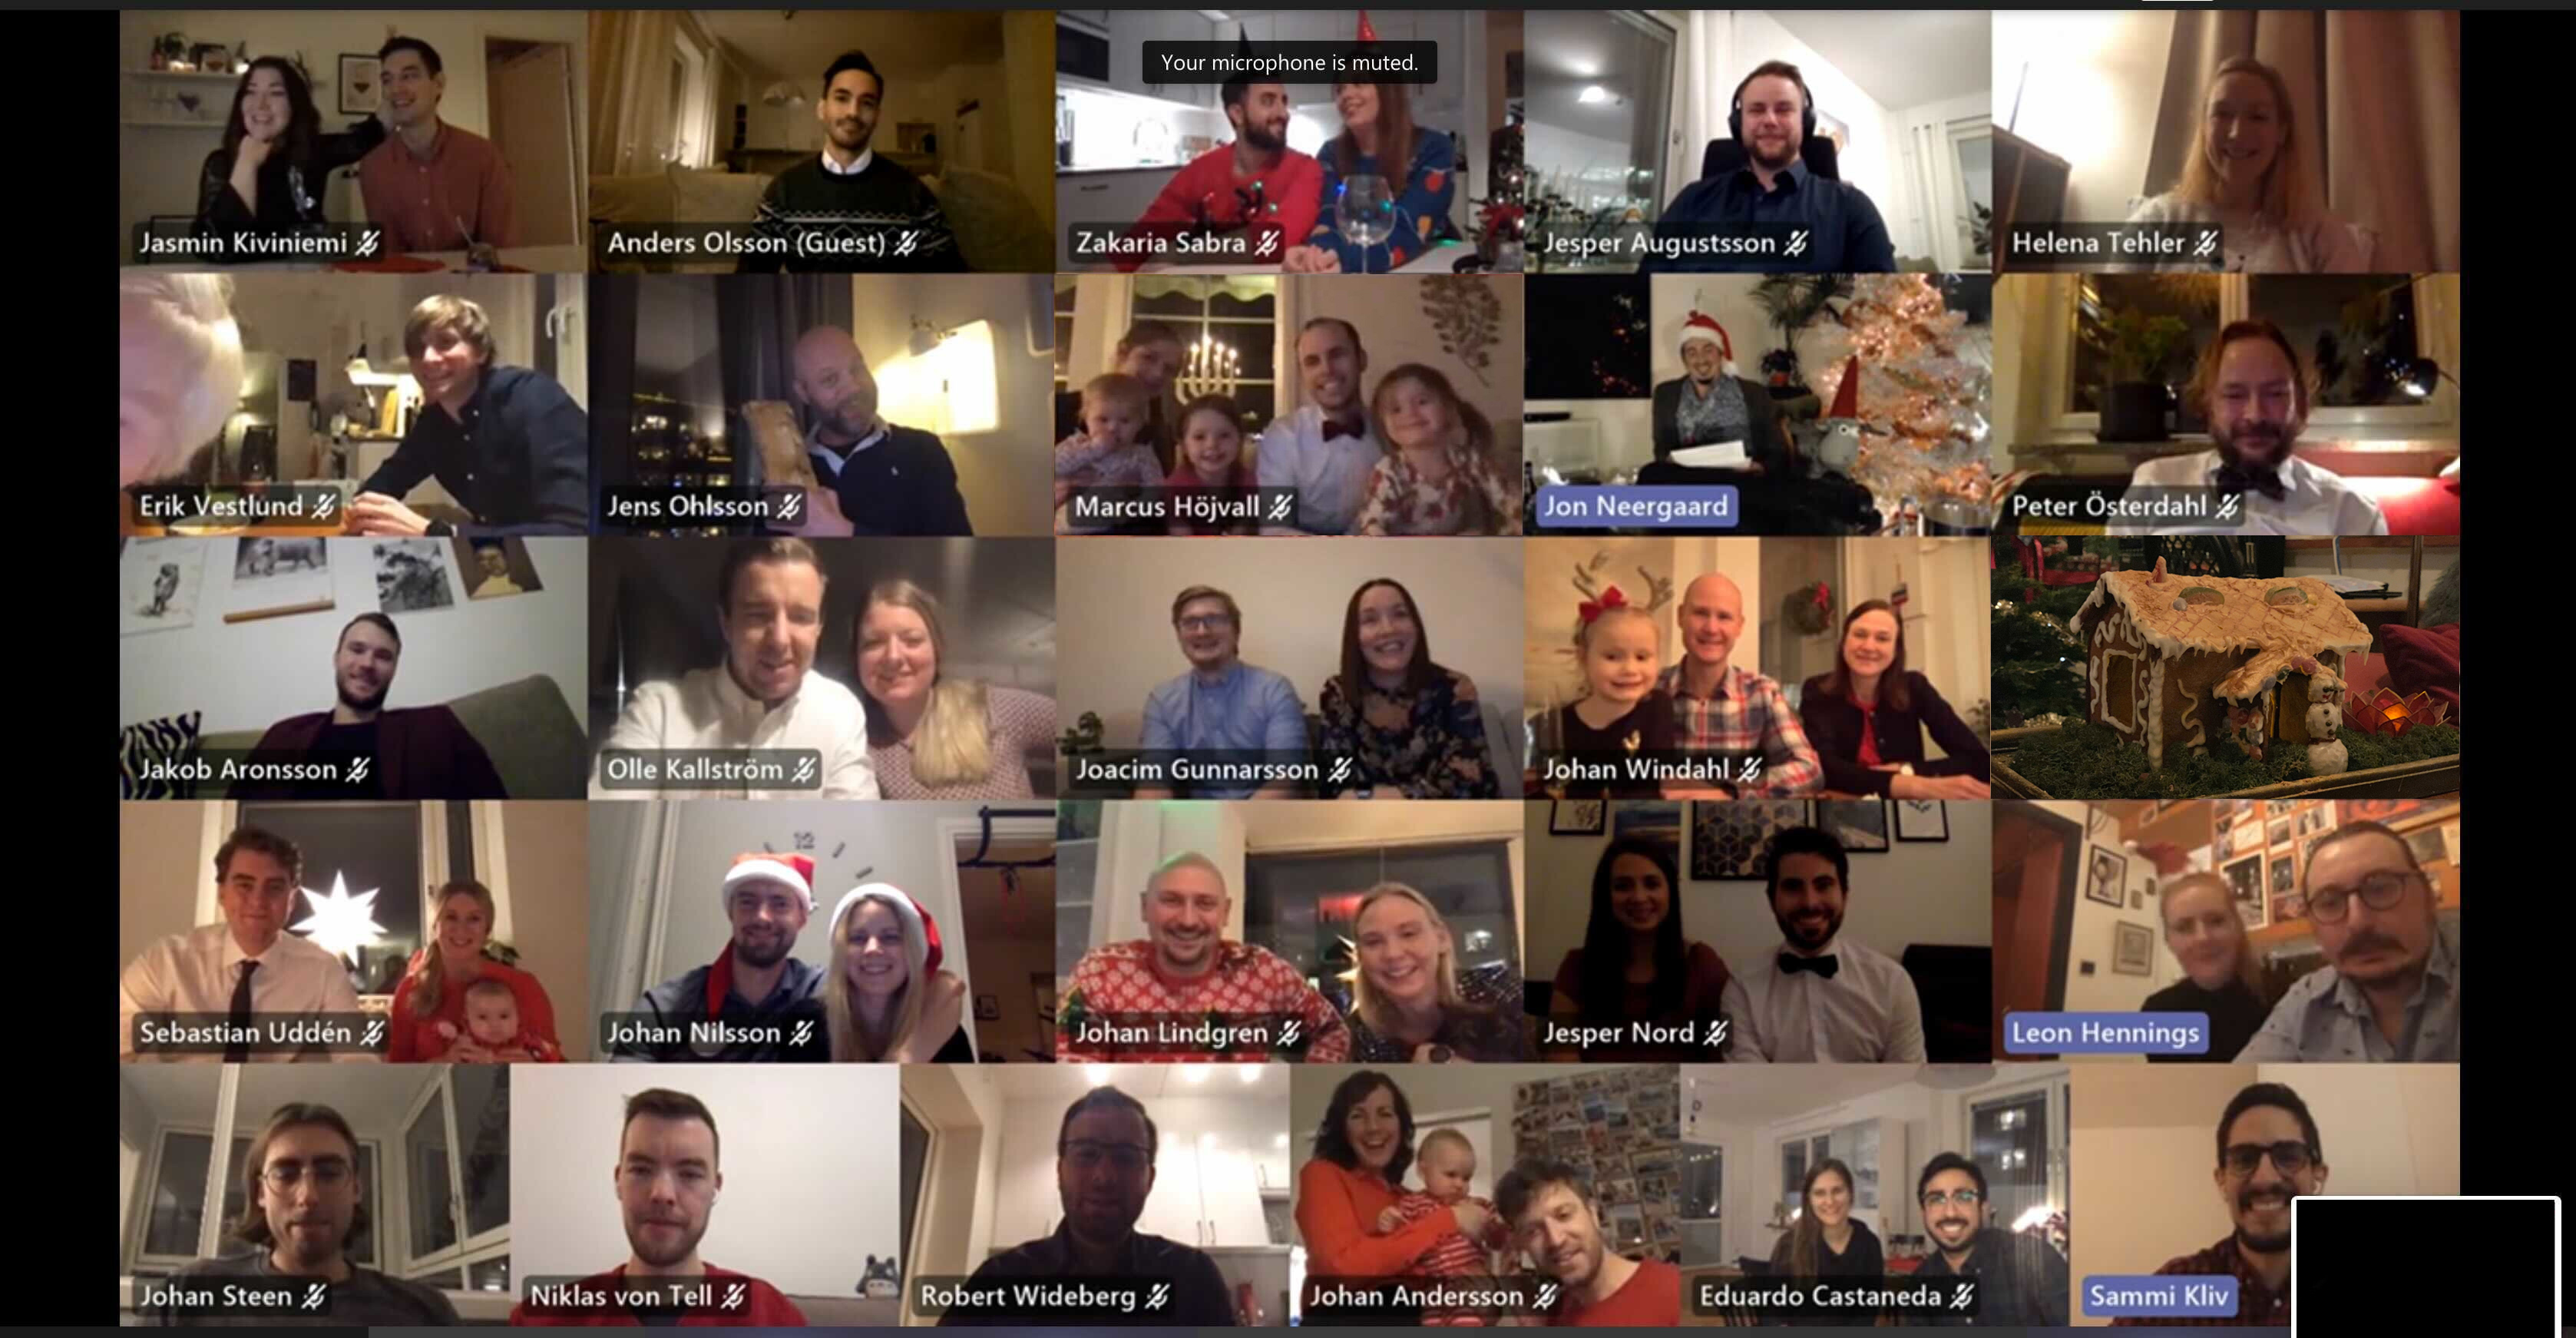 Your microphone is muted.
Jasmin Kiviniemi
Anders Olsson (Guest)
Zakaria Sabra
Jesper Augustsson
Helena Tehler
Erik Vestlund
Jens Ohlsson
Marcus Höjvall
Jon Neergaard
Peter Österdahl
Jakob Aronsson
Olle Kallström
Joacim Gunnarsson
Johan Windahl
12
Sebastian Uddén
Johan Nilsson
Johan Lindgren
Jesper Nord
Leon Hennings
Johan Steen
Niklas von Tell
Robert Wideberg
Johan Andersson
Eduardo Castaneda
Sammi Kliv